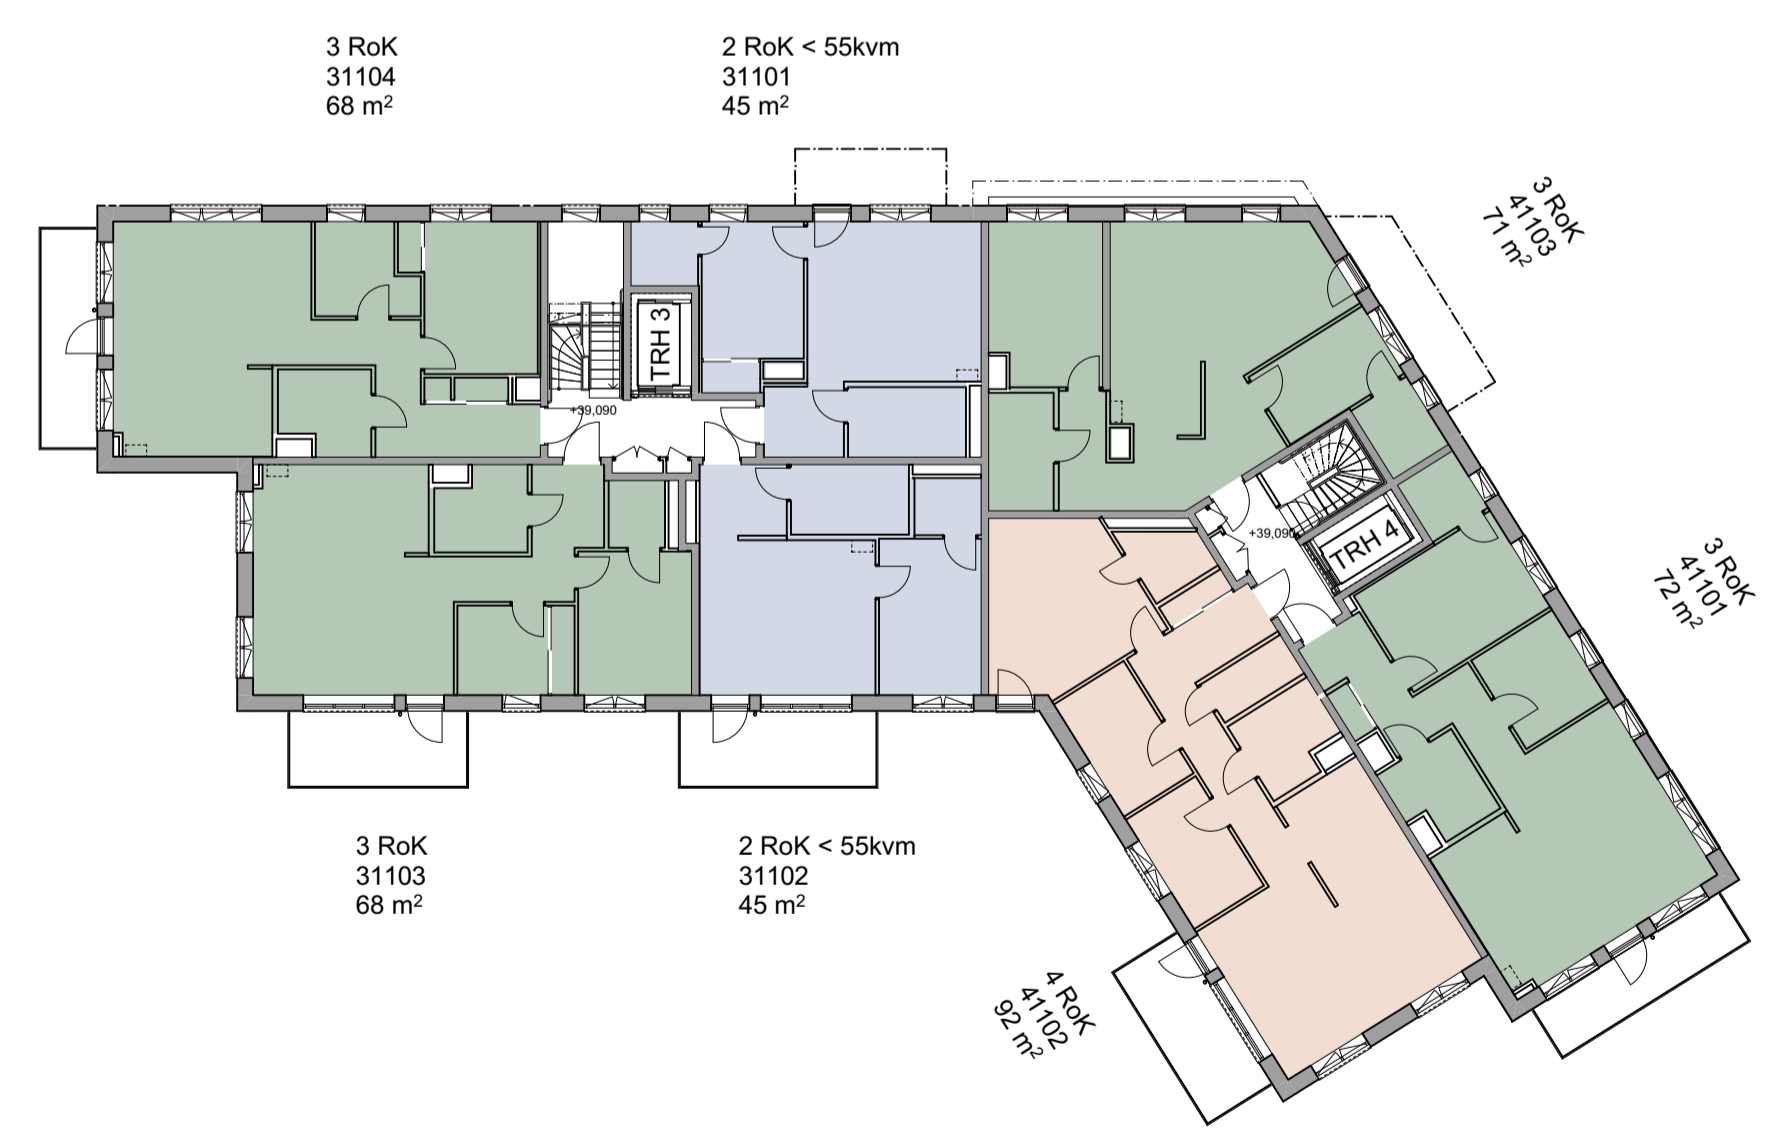 3 RoK
31104
68 m²
2 RoK < 55kvm
31101
45 m²
3 RoK
41103
71 m²
TRH 3
+39,090
+39,090
TRH 4
3 RoK
41101
72 m²
3 RoK
31103
68 m²
2 RoK < 55kvm
31102
45 m²
4 RoK
41102
92 m²